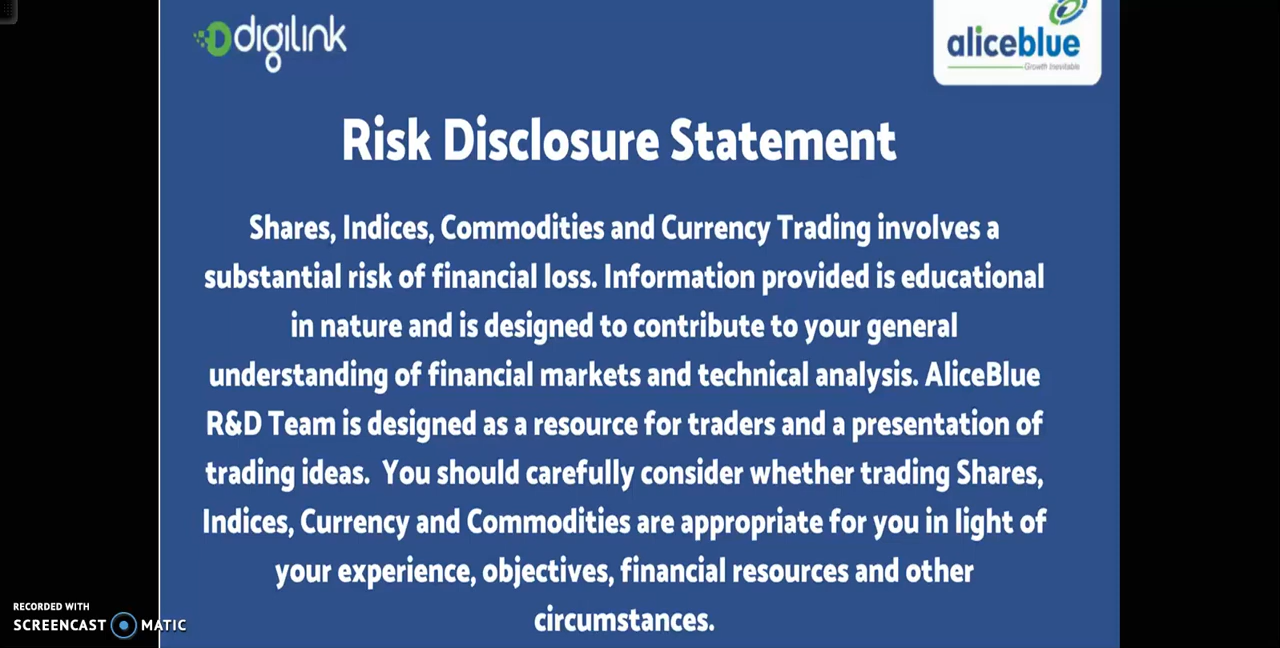 digilink
aliceblue
Growth Inevitable
Risk Disclosure Statement
Shares, Indices, Commodities and Currency Trading involves a
substantial risk of financial loss. Information provided is educational
in nature and is designed to contribute to your general
understanding of financial markets and technical analysis. AliceBlue
R&D Team is designed as a resource for traders and a presentation of
trading ideas.  You should carefully consider whether trading Shares,
Indices, Currency and Commodities are appropriate for you in light of
your experience, objectives, financial resources and other
circumstances.
RECORDED WITH
SCREENCAST MATIC